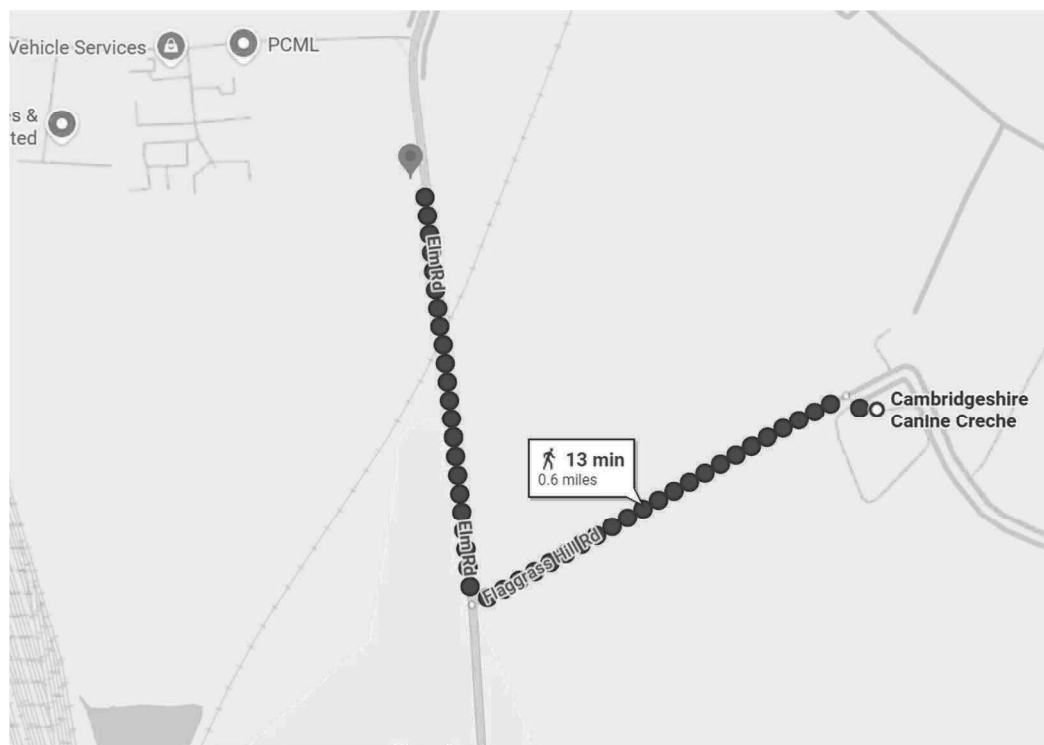 Vehicle Services
PCML
es &
ted
Elm Rd
13 min
0.6 miles
Cambridgeshire
Canine Creche
Elm Rd
Flaggrass Hill Rd